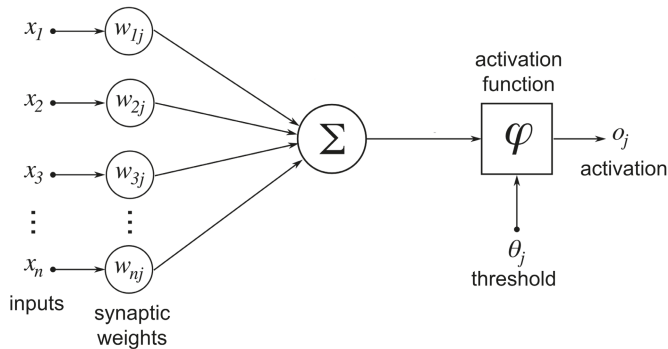 x1 w1j
x2 w2j
x3 w3j
xn wnj
inputs
synaptic
weights
Σ
activation
function
φ
oj
activation
θj
threshold